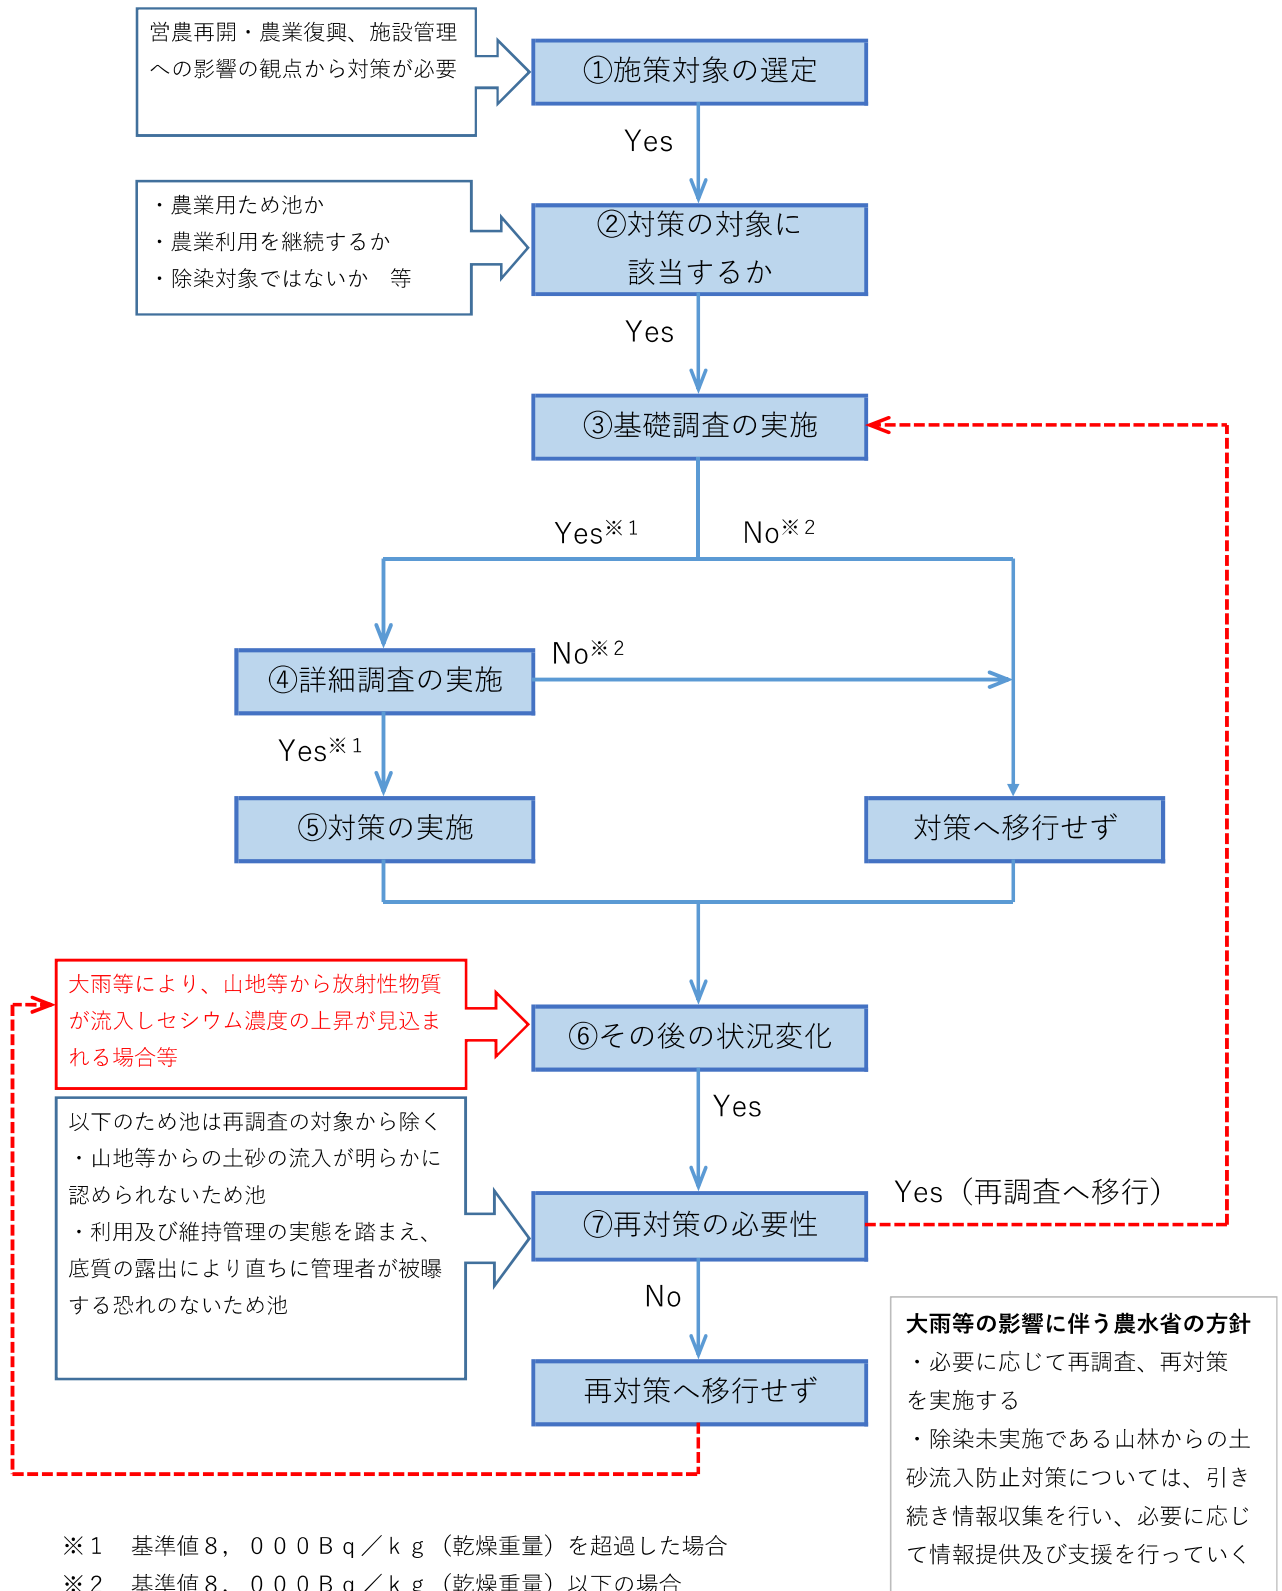 営農再開・農業復興、施設管理
への影響の観点から対策が必要
①施策対象の選定
Yes
・農業用ため池か
・農業利用を継続するか
・除染対象ではないか　等
②対策の対象に
該当するか
Yes
③基礎調査の実施
Yes※1
No※2
④詳細調査の実施
No※2
Yes※1
⑤対策の実施
対策へ移行せず
大雨等により、山地等から放射性物質
が流入しセシウム濃度の上昇が見込ま
れる場合等
⑥その後の状況変化
Yes
以下のため池は再調査の対象から除く
・山地等からの土砂の流入が明らかに
認められないため池
・利用及び維持管理の実態を踏まえ、
底質の露出により直ちに管理者が被曝
する恐れのないため池
⑦再対策の必要性
Yes（再調査へ移行）
No
再対策へ移行せず
大雨等の影響に伴う農水省の方針
・必要に応じて再調査、再対策
を実施する
・除染未実施である山林からの土
砂流入防止対策については、引き
続き情報収集を行い、必要に応じ
て情報提供及び支援を行っていく
※１　基準値８，０００Ｂｑ／ｋｇ（乾燥重量）を超過した場合
※２　基準値８，０００Ｂｑ／ｋｇ（乾燥重量）以下の場合